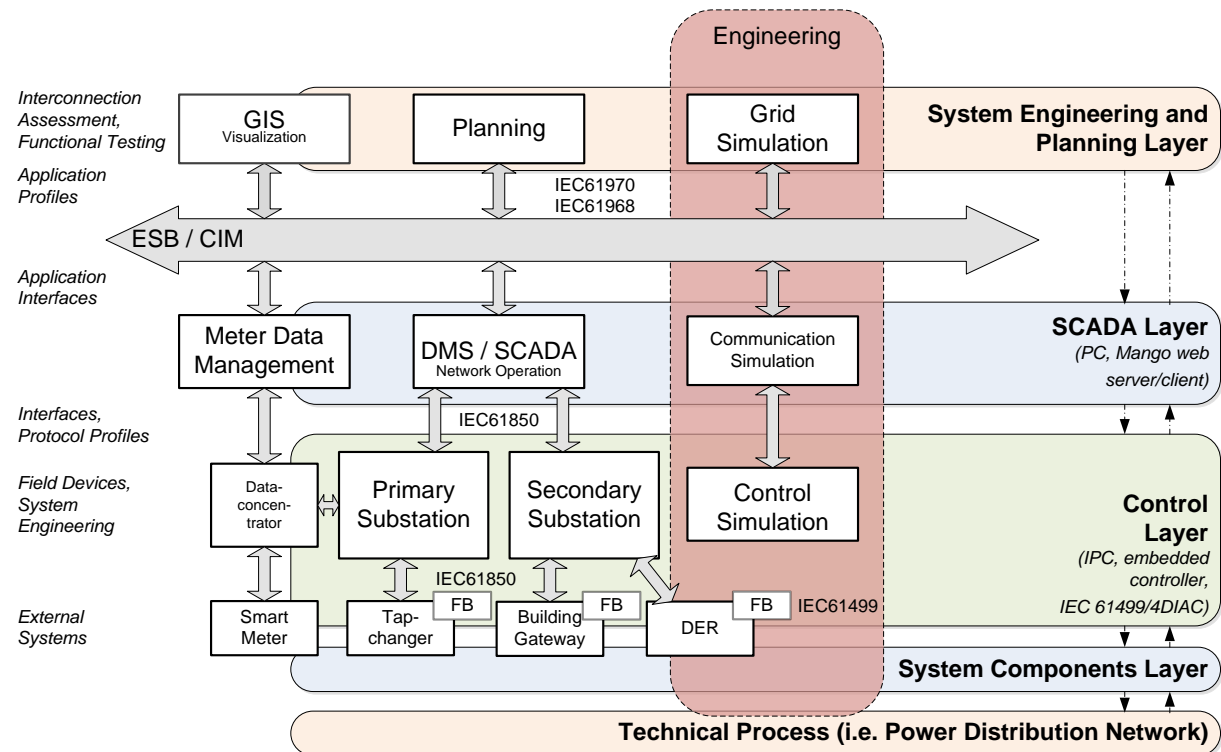 Engineering
Interconnection
Assessment,
Functional Testing
GIS
Visualization
Planning
Grid
Simulation
System Engineering and
Planning Layer
Application
Profiles
IEC61970
IEC61968
ESB / CIM
Application
Interfaces
Meter Data
Management
DMS / SCADA
Network Operation
Communication
Simulation
SCADA Layer
(PC, Mango web
server/client)
Interfaces,
Protocol Profiles
IEC61850
Field Devices,
System
Engineering
Data-
concen-
trator
Primary
Substation
Secondary
Substation
Control
Simulation
Control
Layer
(IPC, embedded
controller,
IEC 61499/4DIAC)
IEC61850
External
Systems
Smart
Meter
Tap-
changer
FB
Building
Gateway
FB
DER
FB
IEC61499
System Components Layer
Technical Process (i.e. Power Distribution Network)